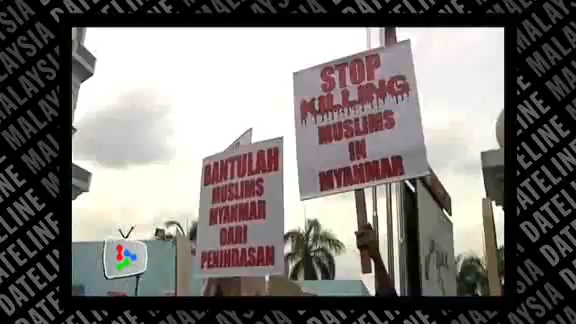 STOP
KILLING
MUSLIMS
IN
MYANMAR
BANTULAH
MUSLIMS
MYANMAR
DARI
PENINDASAN
DATELINE
MALAYSIA